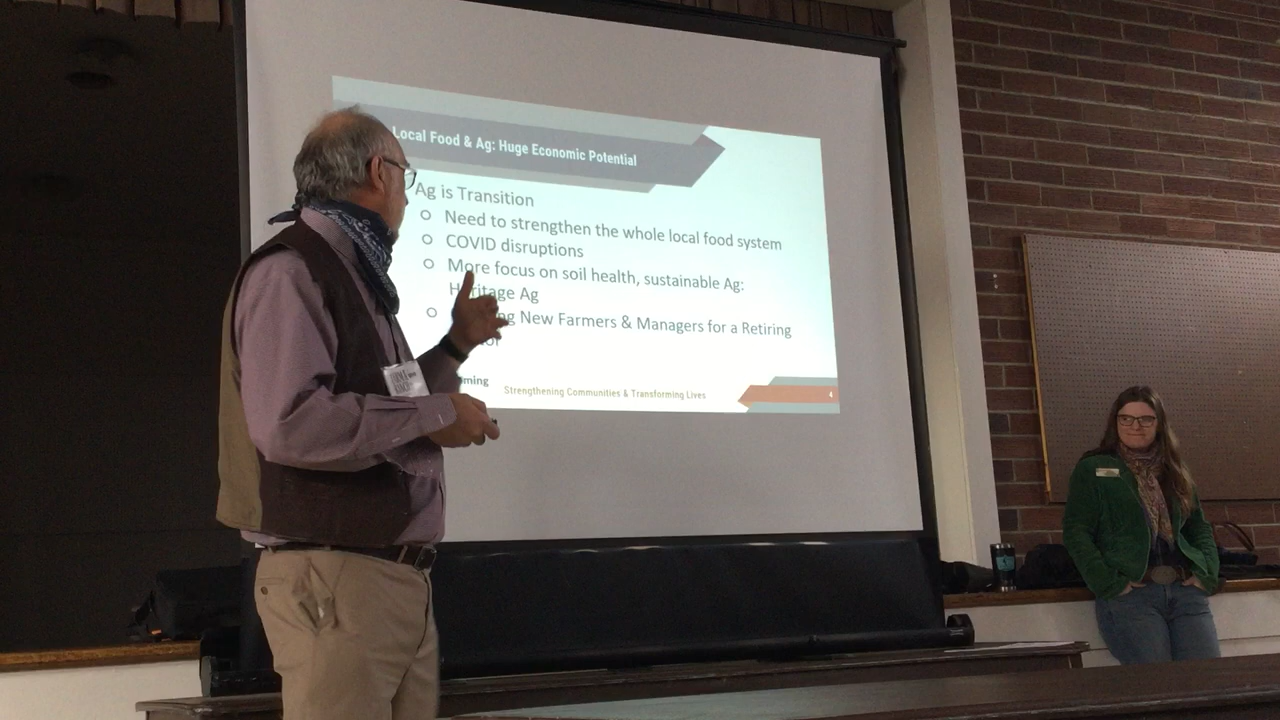 Local Food & Ag: Huge Economic Potential
Ag is Transition
o Need to strengthen the whole local food system
o COVID disruptions
o More focus on soil health, sustainable Ag:
Heritage Ag
o New Farmers & Managers for a Retiring
Strengthening Communities & Transforming Lives
4